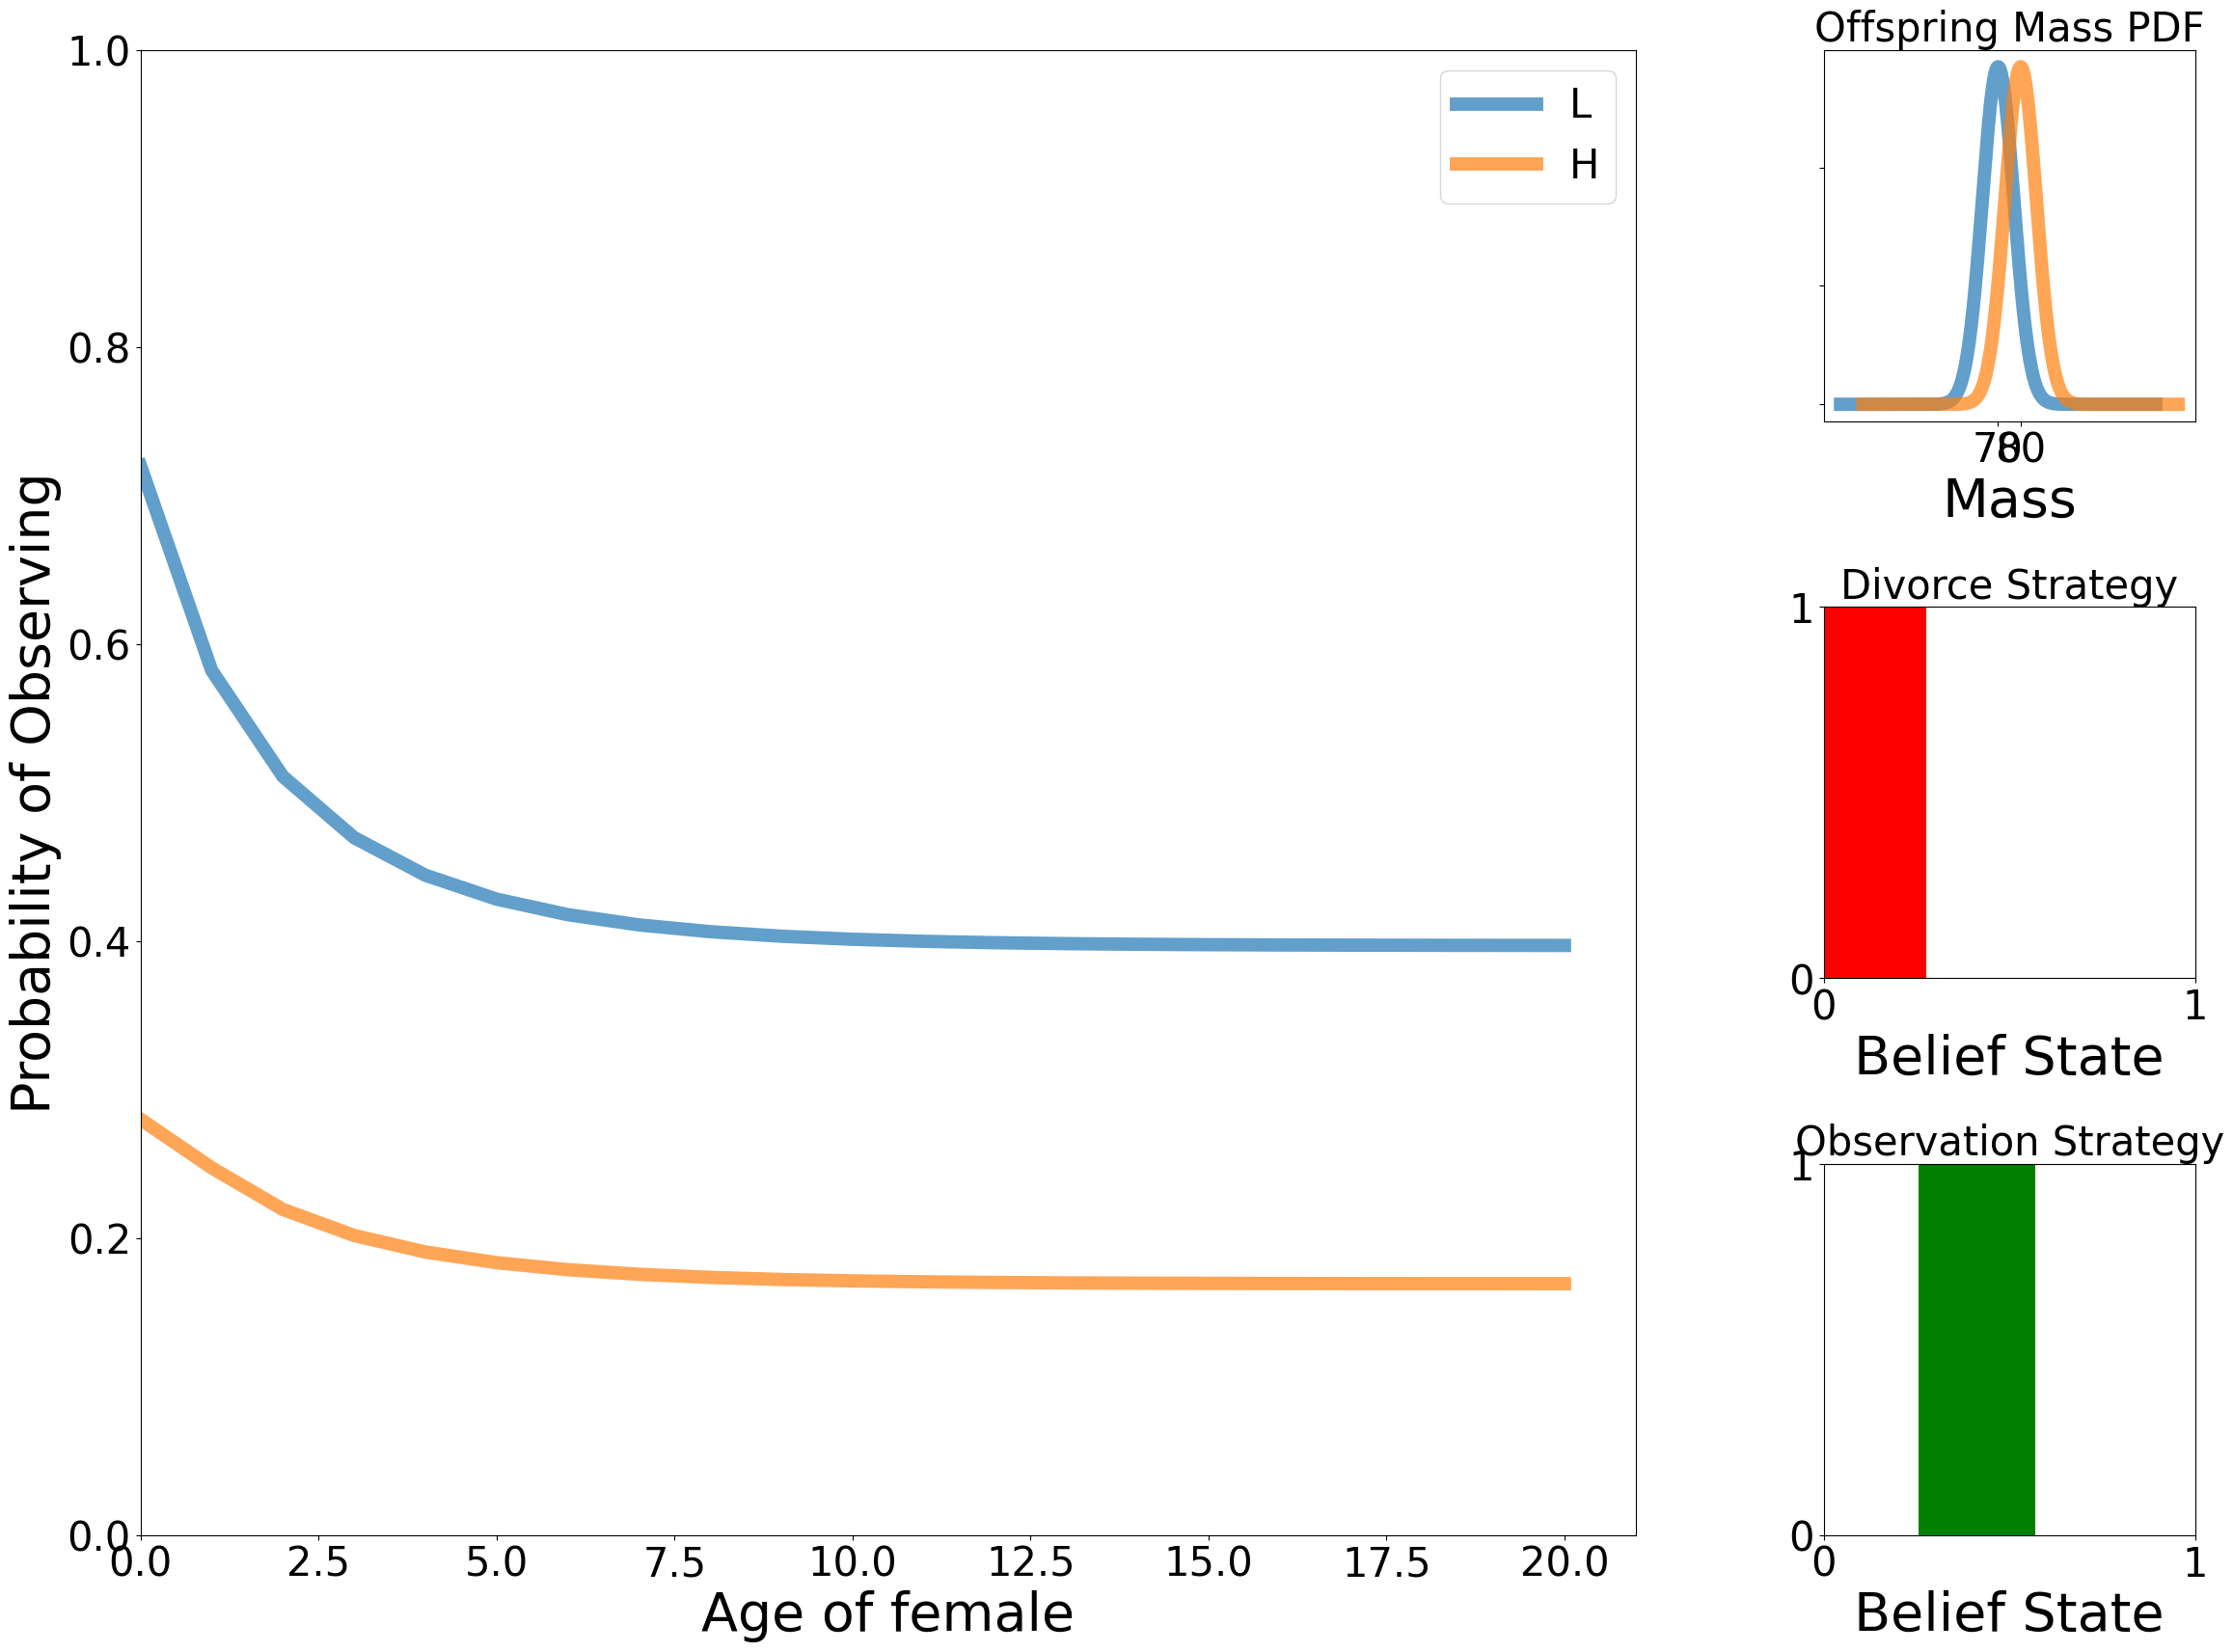 Probability of Observing
1.0
0.8
0.6
0.4
0.2
0.0
0.0 2.5 5.0 7.5 10.0 12.5 15.0 17.5 20.0
Age of female
L
H
Offspring Mass PDF
78 80
Mass
Divorce Strategy
1
0
0 1
Belief State
Observation Strategy
1
0
0 1
Belief State